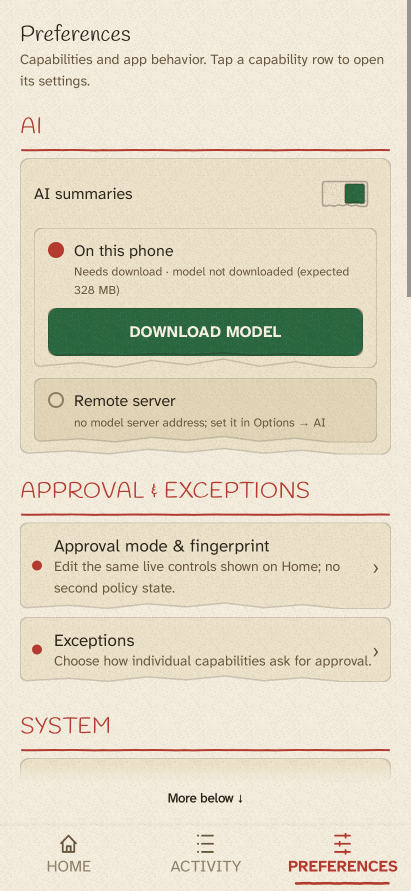 Preferences
Capabilities and app behavior. Tap a capability row to open
its settings.
AI
AI summaries
On this phone
Needs download · model not downloaded (expected
328 MB)
DOWNLOAD MODEL
Remote server
no model server address; set it in Options → AI
APPROVAL & EXCEPTIONS
Approval mode & fingerprint
Edit the same live controls shown on Home; no
second policy state.
›
Exceptions
Choose how individual capabilities ask for approval.
›
SYSTEM
More below ↓
HOME
ACTIVITY
PREFERENCES